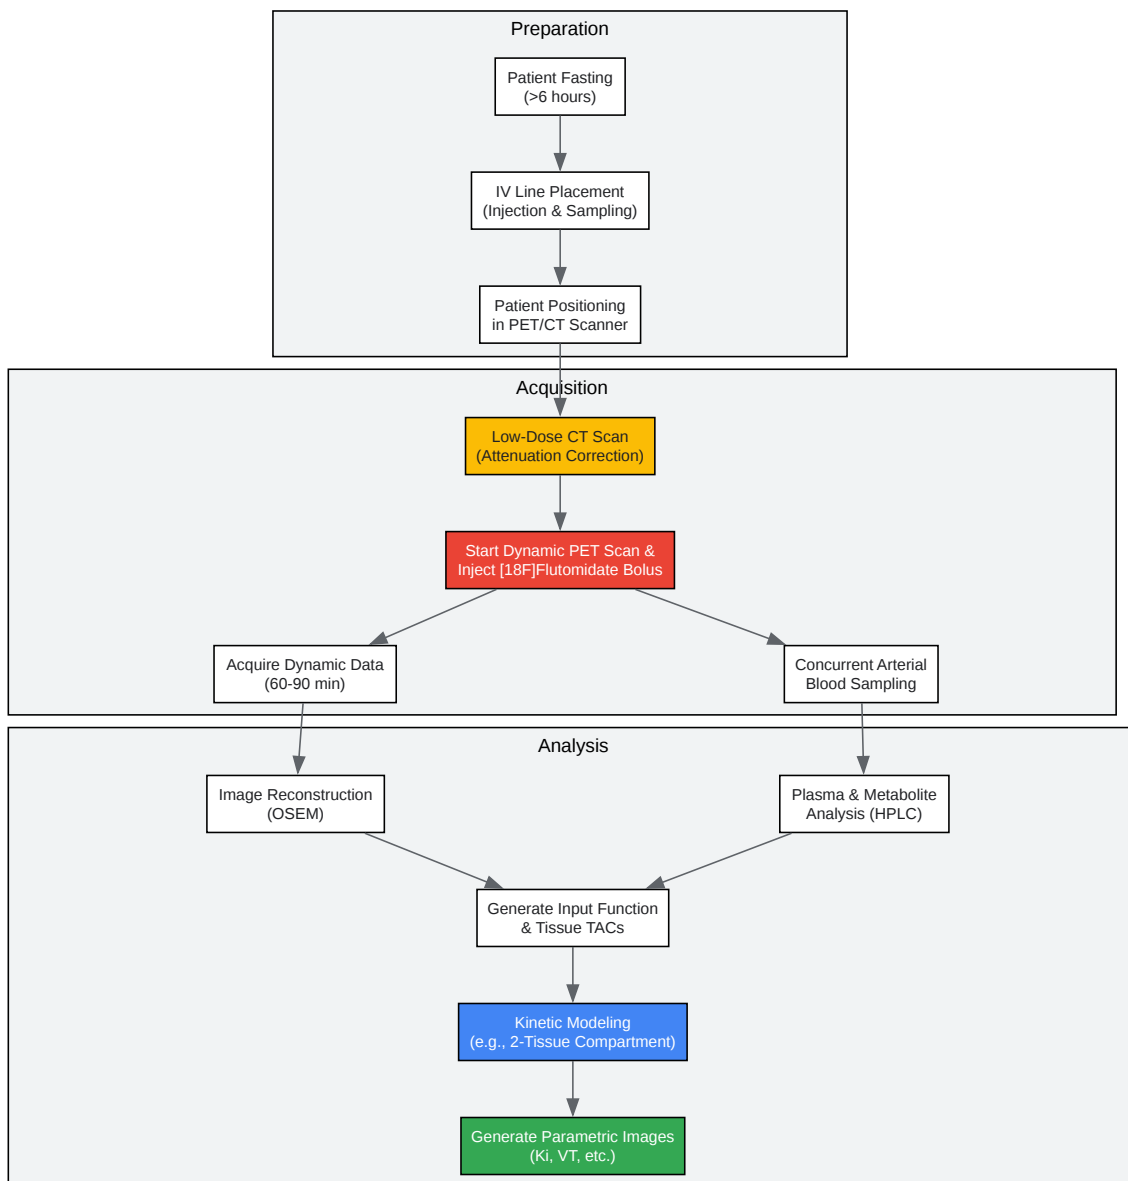 Preparation
Patient Fasting
(>6 hours)
IV Line Placement
(Injection & Sampling)
Patient Positioning
in PET/CT Scanner
Acquisition
Low-Dose CT Scan
(Attenuation Correction)
Start Dynamic PET Scan &
Inject [18F]Flutomidate Bolus
Acquire Dynamic Data
(60-90 min)
Concurrent Arterial
Blood Sampling
Analysis
Image Reconstruction
(OSEM)
Plasma & Metabolite
Analysis (HPLC)
Generate Input Function
& Tissue TACs
Kinetic Modeling
(e.g., 2-Tissue Compartment)
Generate Parametric Images
(Ki, VT, etc.)